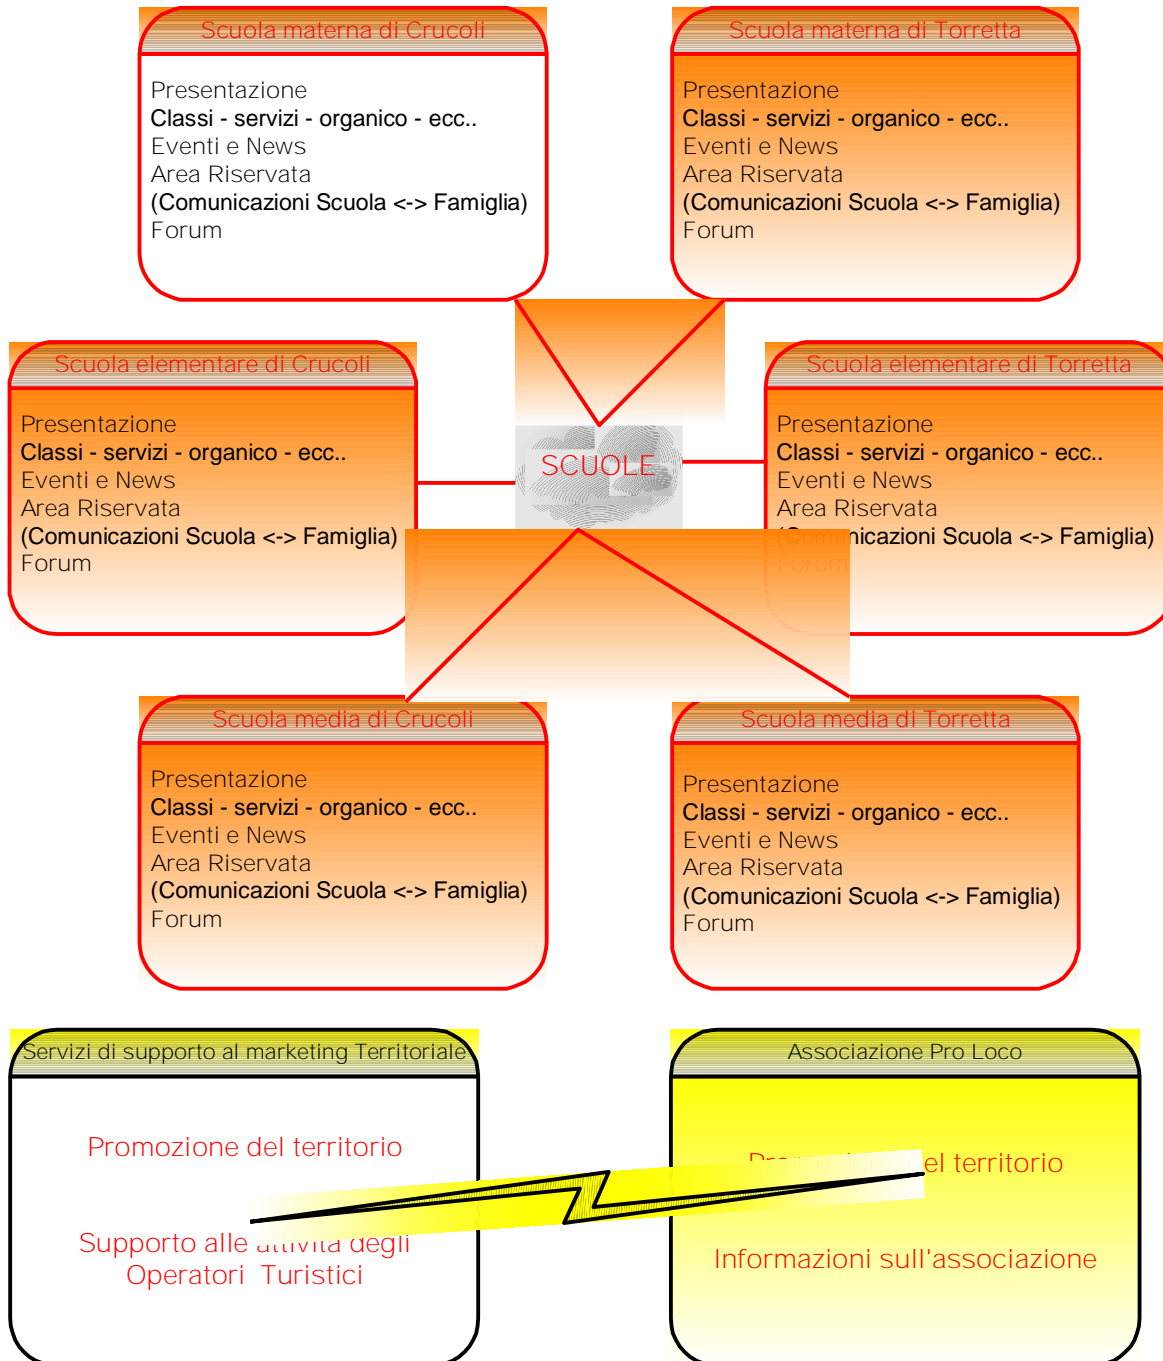 Scuola materna di Crucoli
Presentazione
Classi - servizi - organico - ecc..
Eventi e News
Area Riservata
(Comunicazioni Scuola <-> Famiglia)
Forum
Scuola materna di Torretta
Presentazione
Classi - servizi - organico - ecc..
Eventi e News
Area Riservata
(Comunicazioni Scuola <-> Famiglia)
Forum
Scuola elementare di Crucoli
Presentazione
Classi - servizi - organico - ecc..
Eventi e News
Area Riservata
(Comunicazioni Scuola <-> Famiglia)
Forum
SCUOLE
Scuola elementare di Torretta
Presentazione
Classi - servizi - organico - ecc..
Eventi e News
Area Riservata
(Comunicazioni Scuola <-> Famiglia)
Forum
Scuola media di Crucoli
Presentazione
Classi - servizi - organico - ecc..
Eventi e News
Area Riservata
(Comunicazioni Scuola <-> Famiglia)
Forum
Scuola media di Torretta
Presentazione
Classi - servizi - organico - ecc..
Eventi e News
Area Riservata
(Comunicazioni Scuola <-> Famiglia)
Forum
Servizi di supporto al marketing Territoriale
Promozione del territorio
Supporto alle attività degli
Operatori Turistici
Associazione Pro Loco
Promozione del territorio
Informazioni sull'associazione